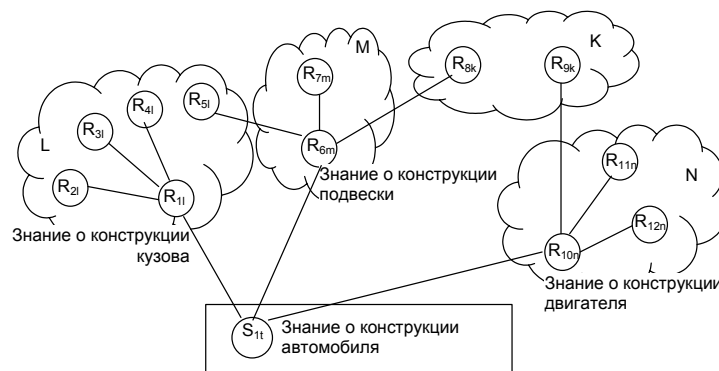 M
K
R7m
R8k
R9k
R4l
R5l
L
R3l
R6m
R11n
N
Знание о конструкции
подвески
R2l
R1l
R12n
Знание о конструкции
кузова
R10n
Знание о конструкции
двигателя
S1t
Знание о конструкции
автомобиля